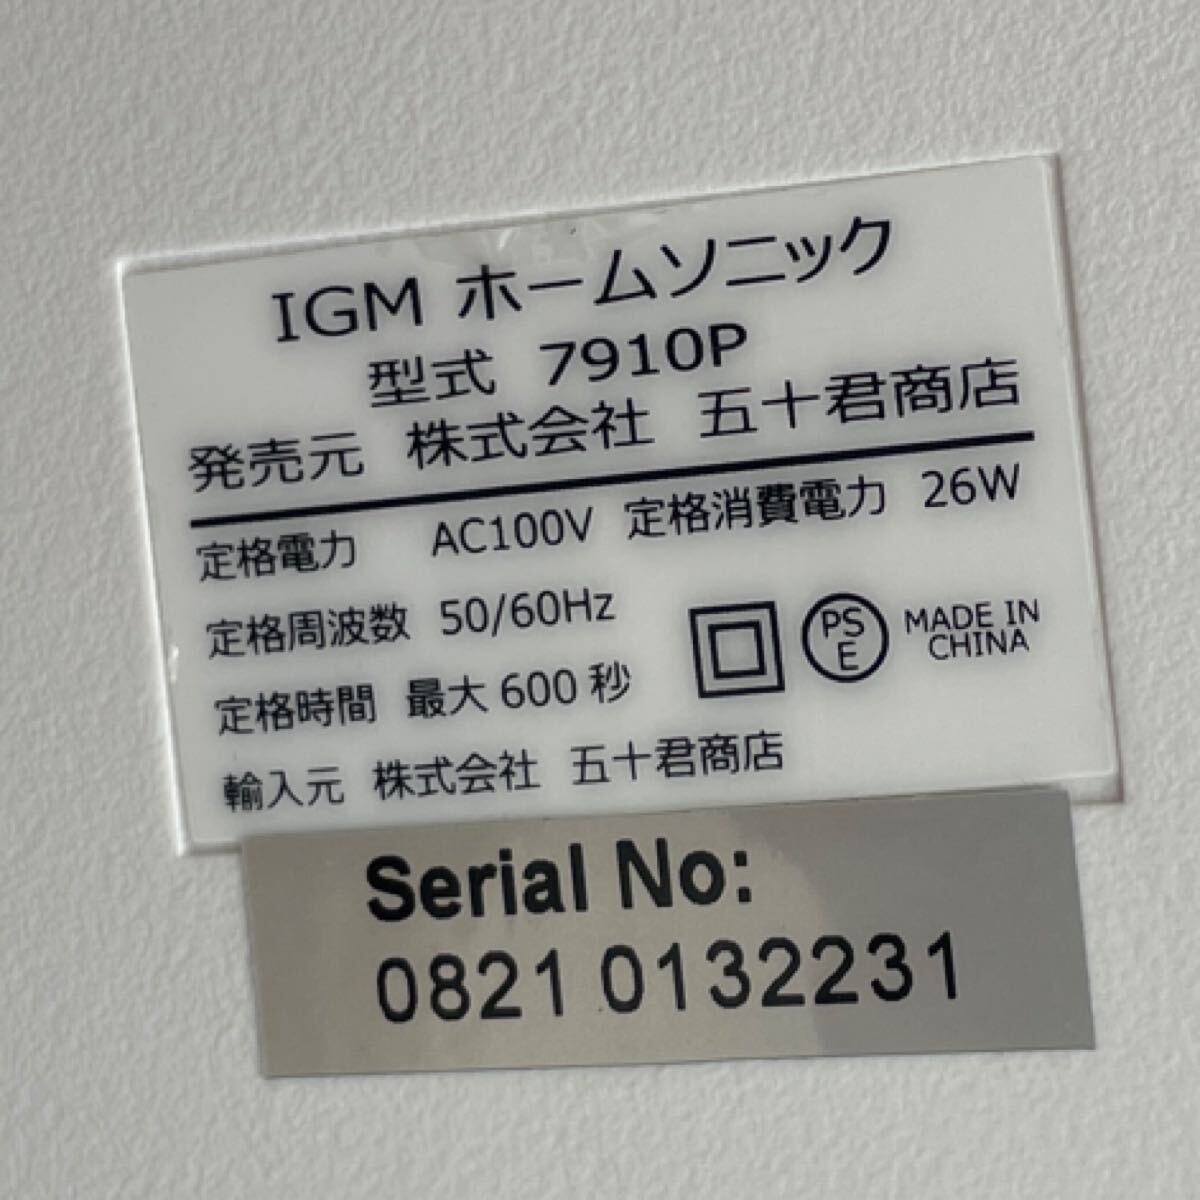 IGM ホームソニック
型式 7910P
発売元 株式会社 五十君商店
定格電力 AC100V 定格消費電力 26W
定格周波数 50/60Hz
定格時間 最大 600 秒
PS
E
MADE IN
CHINA
輸入元 株式会社 五十君商店
Serial No:
0821 0132231